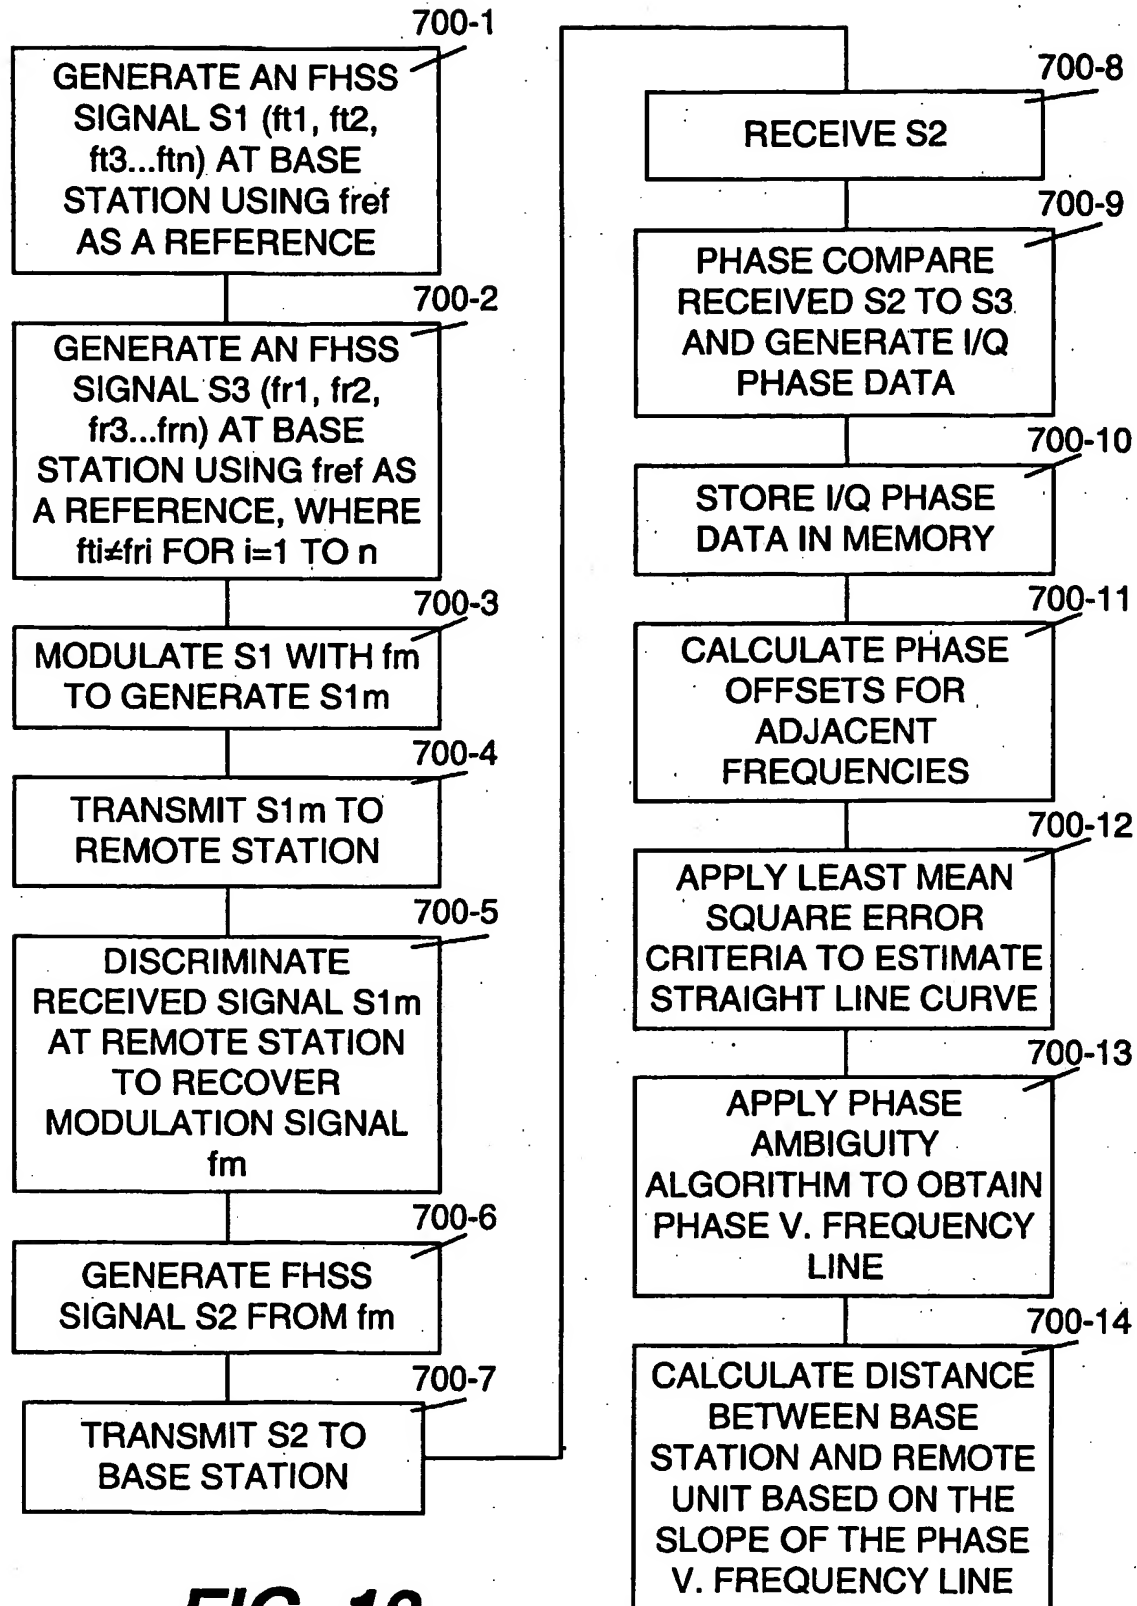 700-1
GENERATE AN FHSS
SIGNAL S1 (ft1, ft2,
ft3...ftn) AT BASE
STATION USING fref
AS A REFERENCE
700-2
GENERATE AN FHSS
SIGNAL S3 (fr1, fr2,
fr3...frn) AT BASE
STATION USING fref AS
A REFERENCE, WHERE
fti≠fri FOR i=1 TO n
700-3
MODULATE S1 WITH fm
TO GENERATE S1m
700-4
TRANSMIT S1m TO
REMOTE STATION
700-5
DISCRIMINATE
RECEIVED SIGNAL S1m
AT REMOTE STATION
TO RECOVER
MODULATION SIGNAL
fm
700-6
GENERATE FHSS
SIGNAL S2 FROM fm
700-7
TRANSMIT S2 TO
BASE STATION
700-8
RECEIVE S2
700-9
PHASE COMPARE
RECEIVED S2 TO S3
AND GENERATE I/Q
PHASE DATA
700-10
STORE I/Q PHASE
DATA IN MEMORY
700-11
CALCULATE PHASE
OFFSETS FOR
ADJACENT
FREQUENCIES
700-12
APPLY LEAST MEAN
SQUARE ERROR
CRITERIA TO ESTIMATE
STRAIGHT LINE CURVE
700-13
APPLY PHASE
AMBIGUITY
ALGORITHM TO OBTAIN
PHASE V. FREQUENCY
LINE
700-14
CALCULATE DISTANCE
BETWEEN BASE
STATION AND REMOTE
UNIT BASED ON THE
SLOPE OF THE PHASE
V. FREQUENCY LINE
FIG.